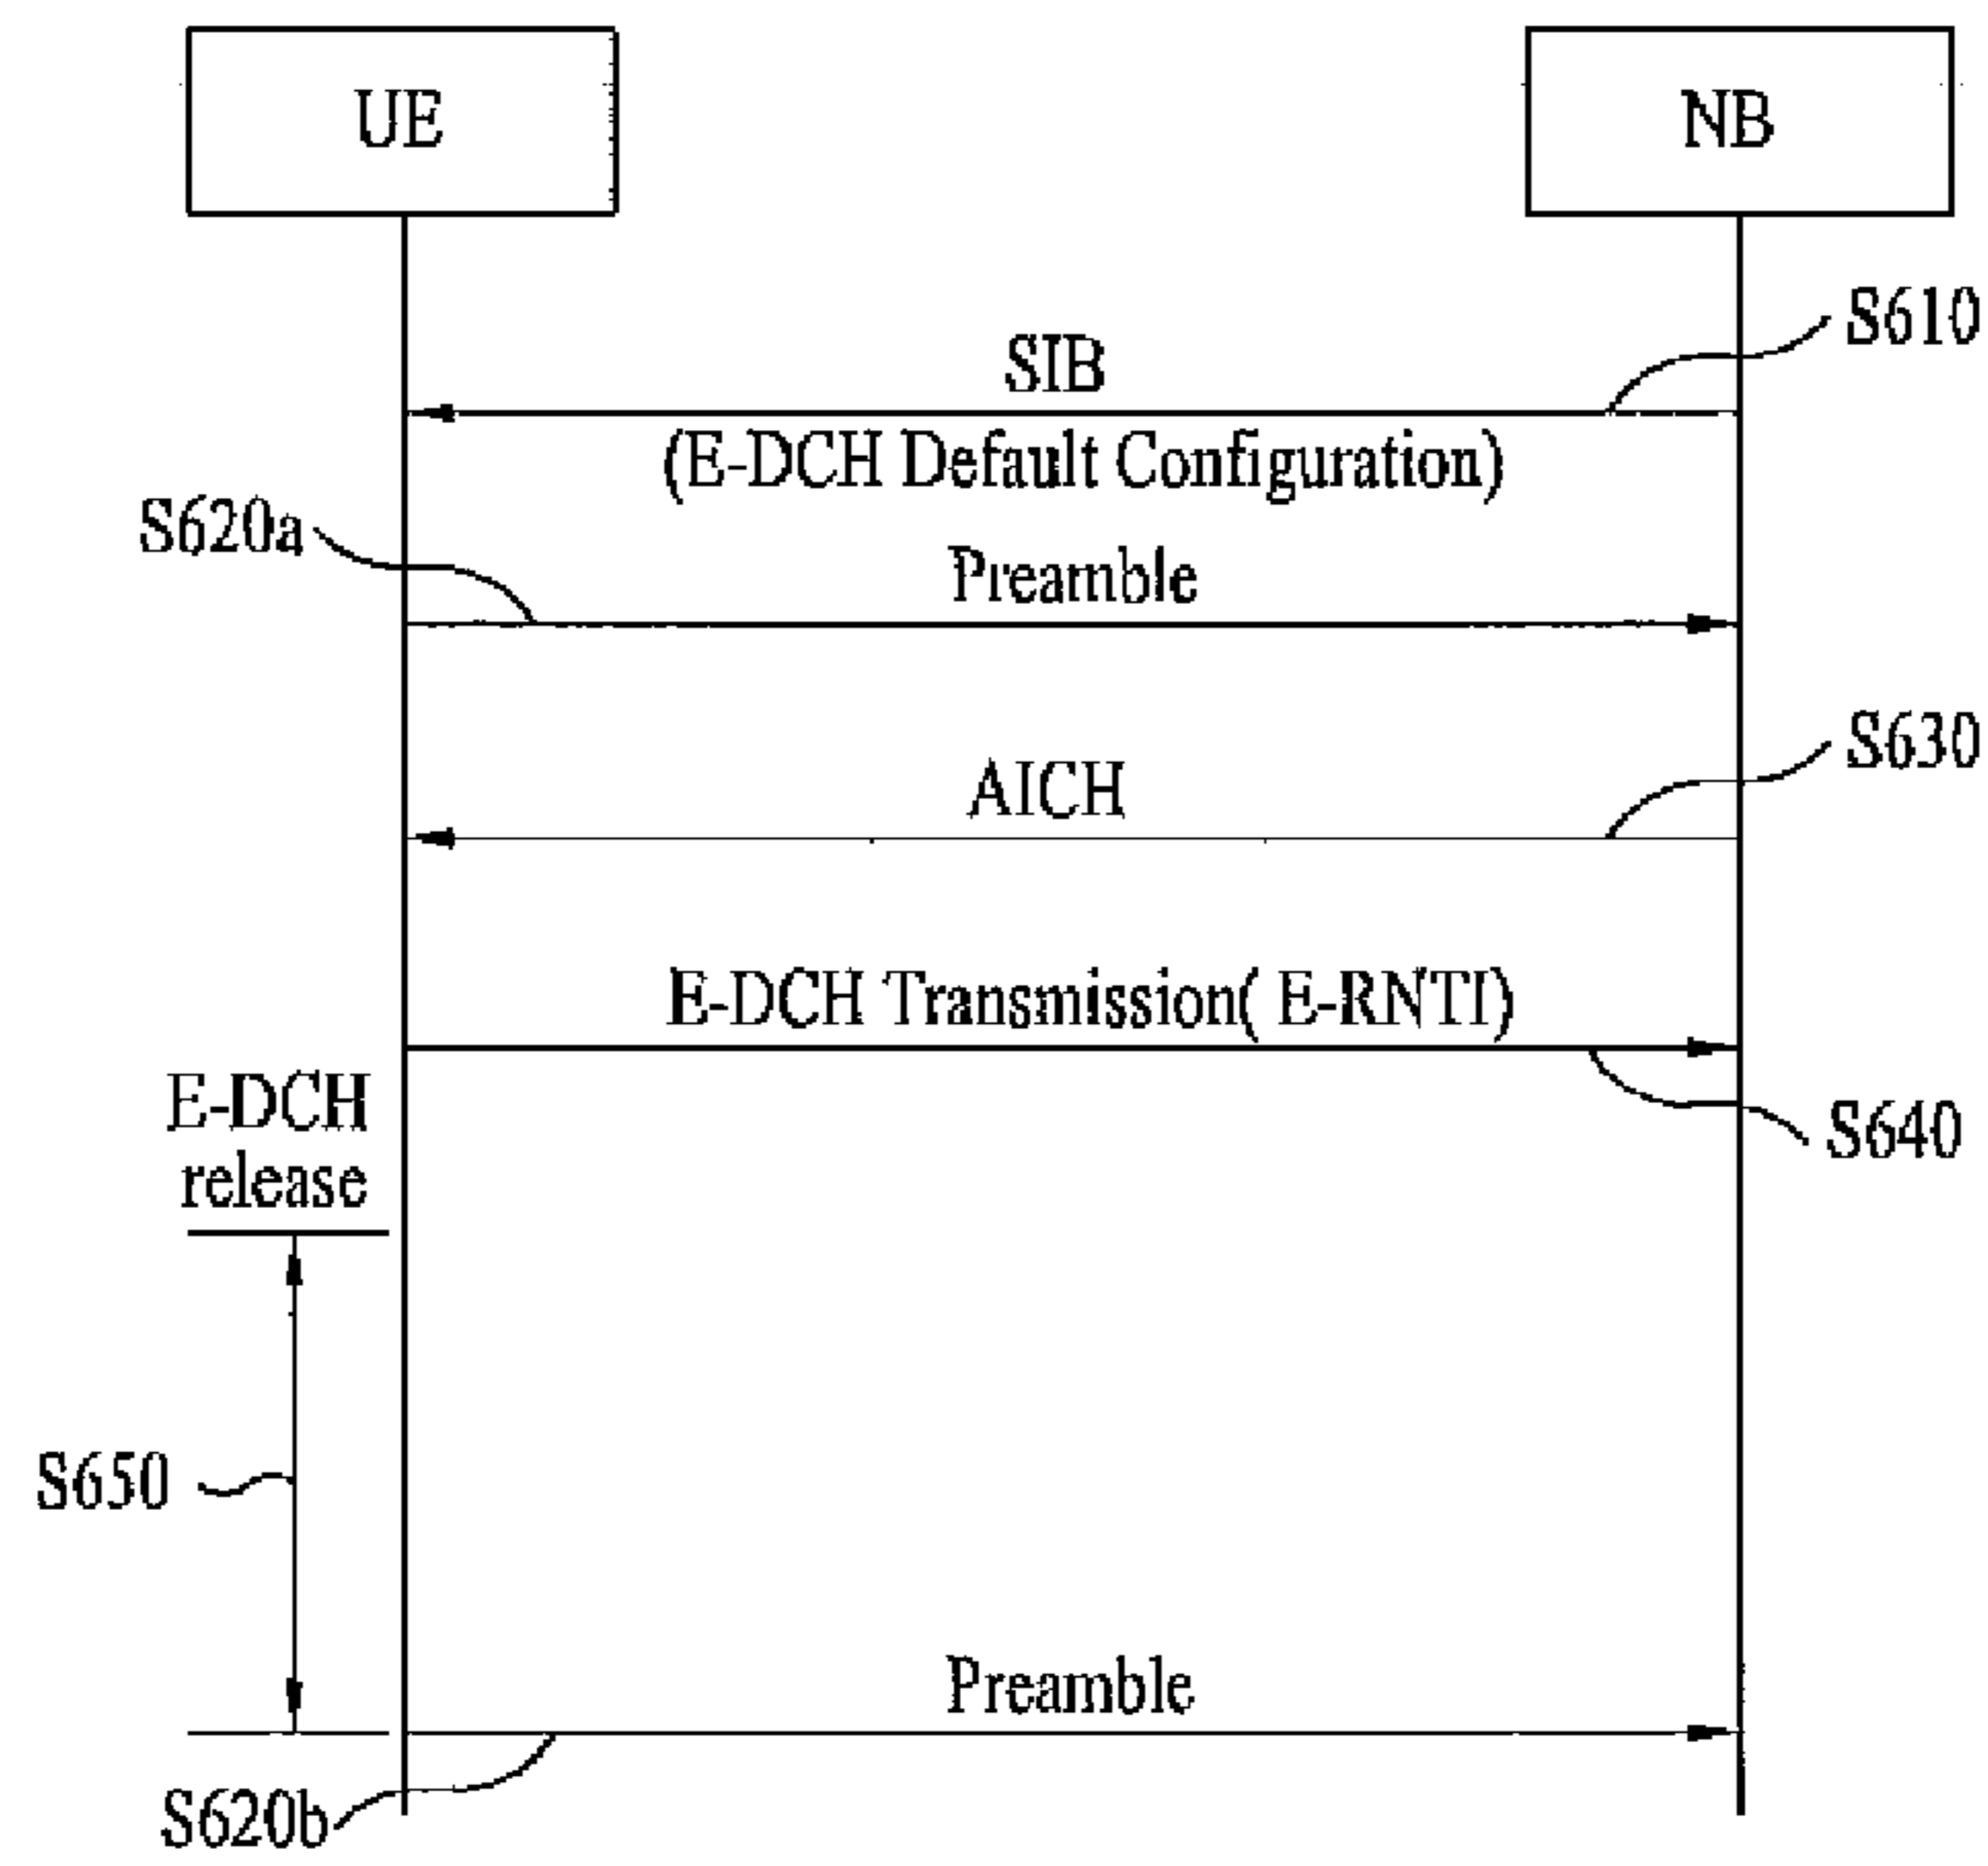 UE
NB
S610
SIB
(E-DCH Default Configuration)
S620a
Preamble
S630
AICH
E-DCH Transmission( E-RNTI)
E-DCH
release
S640
S650
Preamble
S620b